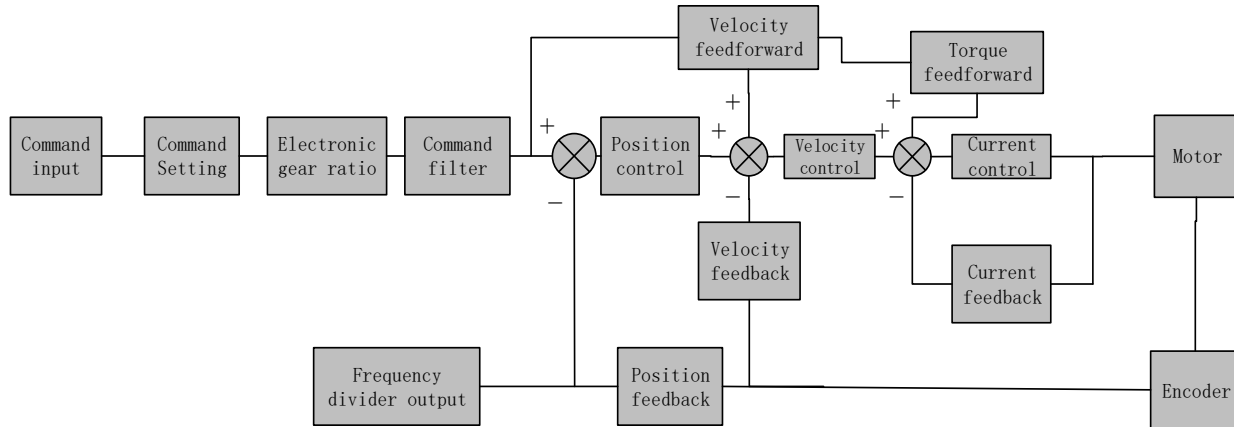 Velocity
feedforward
Torque
feedforward
+
+
Command
input
Command
Setting
Electronic
gear ratio
Command
filter
+
Position
control
+
Velocity
control
+
Current
control
Motor
−
−
−
Velocity
feedback
Current
feedback
Frequency
divider output
Position
feedback
Encoder